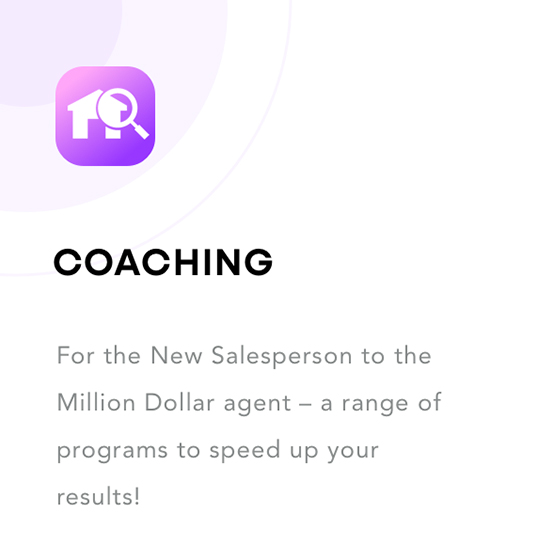 COACHING
For the New Salesperson to the
Million Dollar agent – a range of
programs to speed up your
results!